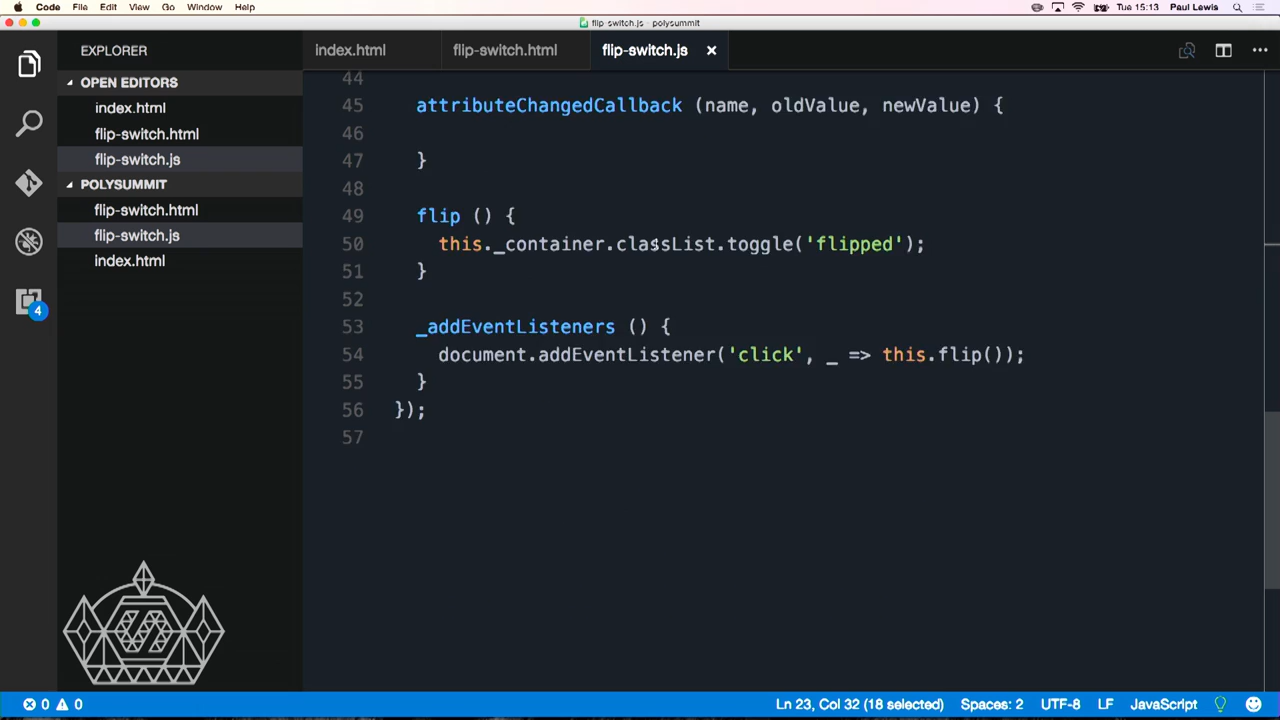 Code File Edit View Go Window Help Tue 15:13 Paul Lewis
flip-switch.js - polysummit
EXPLORER
OPEN EDITORS
index.html
flip-switch.html
flip-switch.js
POLYSUMMIT
flip-switch.html
flip-switch.js
index.html
4
index.html flip-switch.html flip-switch.js
44
45 attributeChangedCallback (name, oldValue, newValue) {
46
47 }
48
49 flip () {
50 this._container.classList.toggle('flipped');
51 }
52
53 _addEventListeners () {
54 document.addEventListener('click', _ => this.flip());
55 }
56 });
57
0 0 Ln 23, Col 32 (18 selected) Spaces: 2 UTF-8 LF JavaScript